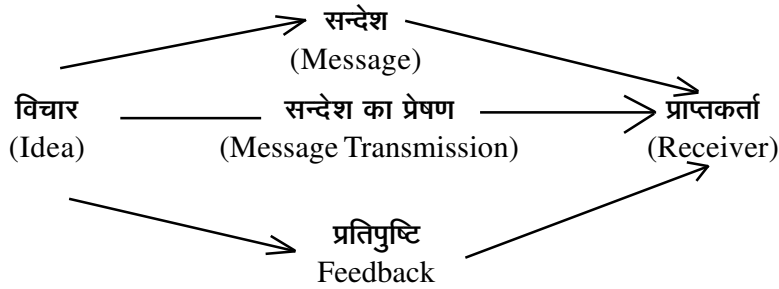 सन्देश
(Message)
विचार
(Idea)
सन्देश का प्रेषण
(Message Transmission)
प्राप्तकर्ता
(Receiver)
प्रतिपुष्टि
Feedback